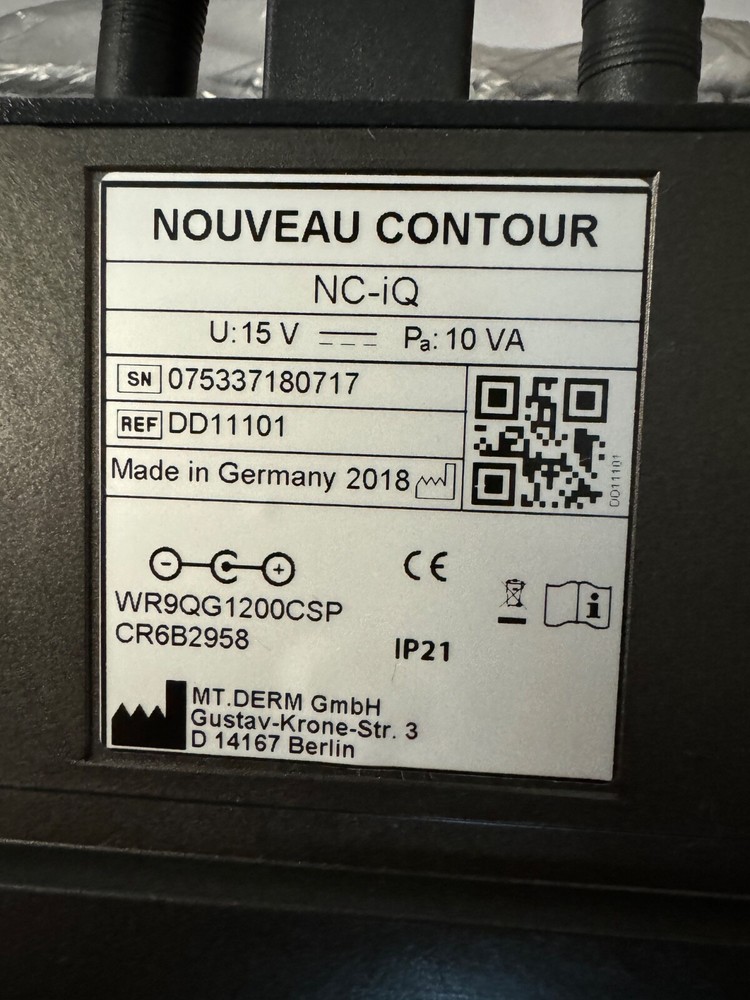 NOUVEAU CONTOUR
NC-iQ
U: 15 V Pa: 10 VA
SN 075337180717
REF DD11101
Made in Germany 2018
DD11101
- +
CE
WR9QG1200CSP
CR6B2958
i
IP21
MT.DERM GmbH
Gustav-Krone-Str. 3
D 14167 Berlin